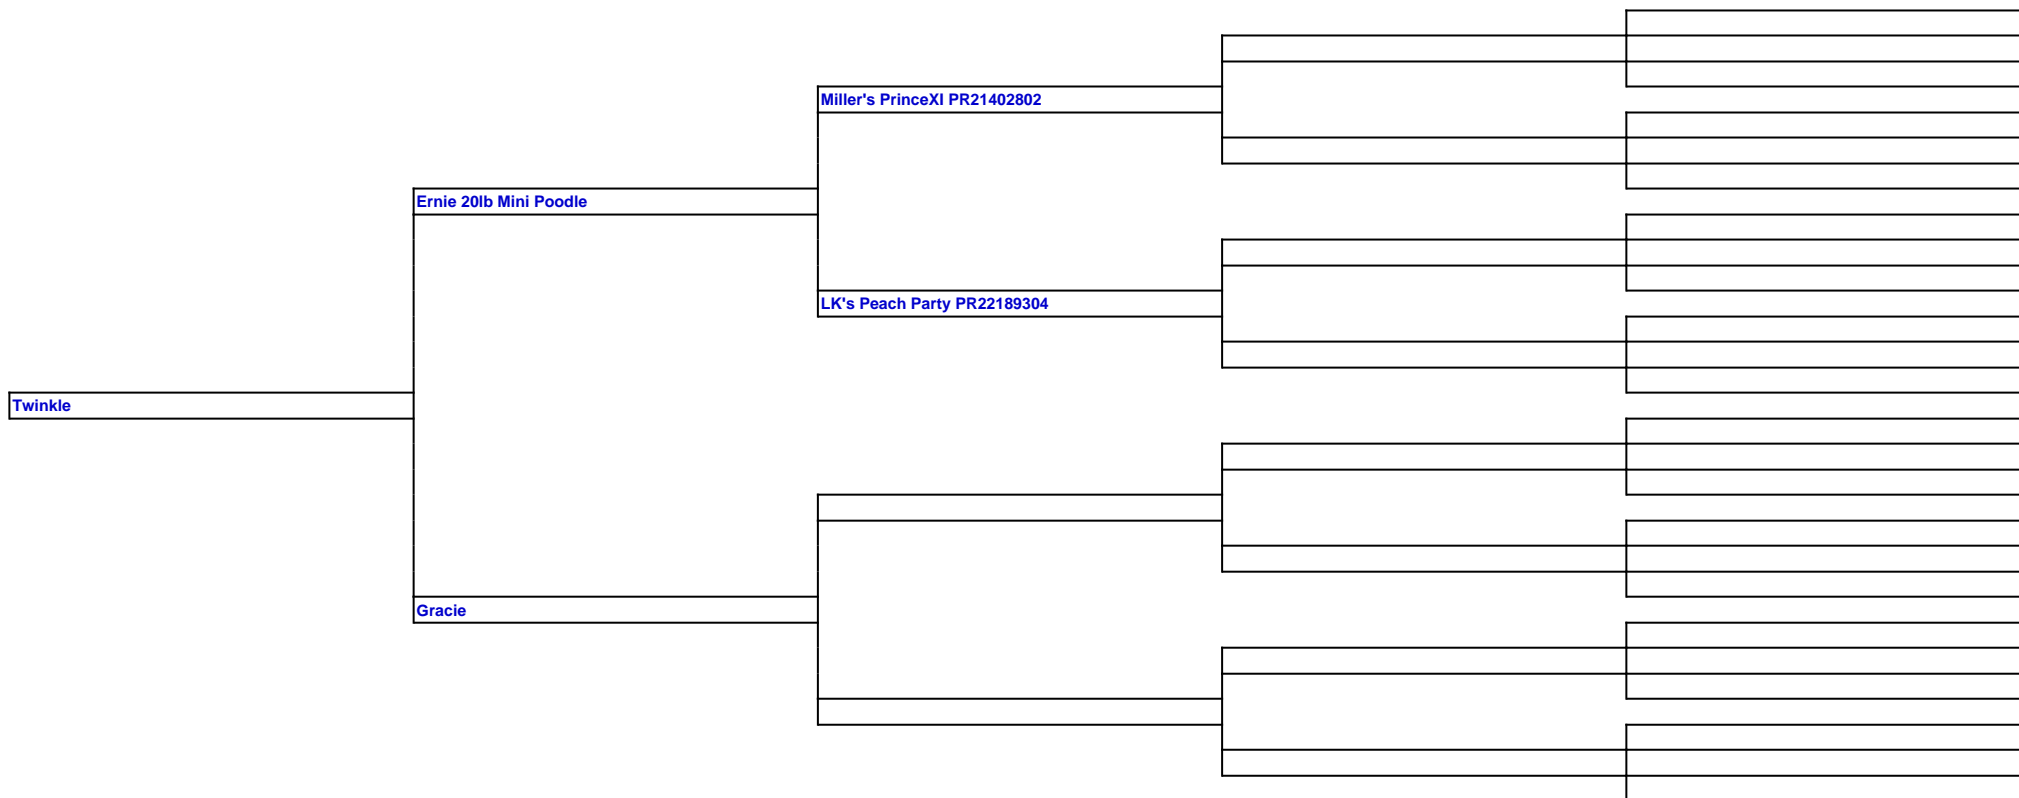 Miller's PrinceXI PR21402802
Ernie 20lb Mini Poodle
LK's Peach Party PR22189304
Twinkle
Gracie